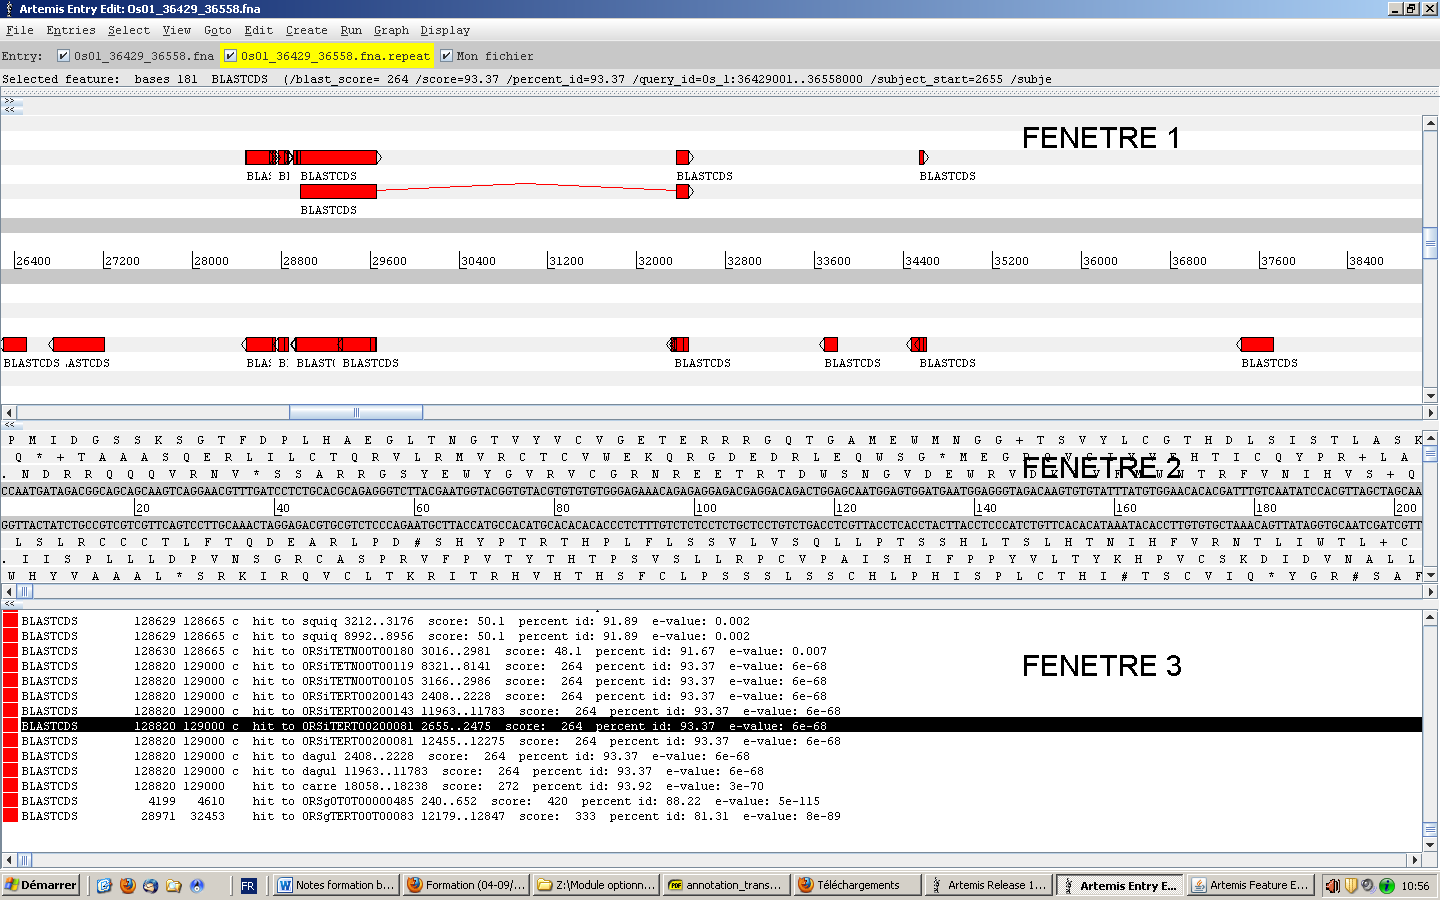 Artemis Entry Edit: Os01_36429_36558.fna
File Entries Select View Goto Edit Create Run Graph Display
Entry: Os01_36429_36558.fna Os01_36429_36558.fna.repeat Mon fichier
Selected feature: bases 181 BLASTCDS (/blast_score= 264 /score=93.37 /percent_id=93.37 /query_id=Os_1:36429001..36558000 /subject_start=2655 /subje
FENETRE 1
BLAS BI BLASTCDS BLASTCDS BLASTCDS
BLASTCDS
26400 27200 28000 28800 29600 30400 31200 32000 32800 33600 34400 35200 36000 36800 37600 38400
BLASTCDS .ASTCDS BLAS BI BLAST( BLASTCDS BLASTCDS BLASTCDS BLASTCDS BLASTCDS
P M I D G S S K S G T F D P L H A E G L T N G T V Y V C V G E T E R R R G Q T G A M E W M N G G + T S V Y L C G T H D L S I S T L A S K
FENETRE 2
20 40 60 80 100 120 140 160 180 200
BLASTCDS 128629 128665 c hit to squiq 3212..3176 score: 50.1 percent id: 91.89 e-value: 0.002
BLASTCDS 128629 128665 c hit to squiq 8992..8956 score: 50.1 percent id: 91.89 e-value: 0.002
BLASTCDS 128630 128665 c hit to ORSiTETN00T00180 3016..2981 score: 48.1 percent id: 91.67 e-value: 0.007
BLASTCDS 128820 129000 c hit to ORSiTETN00T00119 8321..8141 score: 264 percent id: 93.37 e-value: 6e-68
FENETRE 3
BLASTCDS 128820 129000 c hit to ORSiTETN00T00105 3166..2986 score: 264 percent id: 93.37 e-value: 6e-68
BLASTCDS 128820 129000 c hit to ORSiTERT00200143 2408..2228 score: 264 percent id: 93.37 e-value: 6e-68
BLASTCDS 128820 129000 c hit to ORSiTERT00200143 11963..11783 score: 264 percent id: 93.37 e-value: 6e-68
BLASTCDS 128820 129000 c hit to ORSiTERT00200081 2655..2475 score: 264 percent id: 93.37 e-value: 6e-68
BLASTCDS 128820 129000 c hit to ORSiTERT00200081 12455..12275 score: 264 percent id: 93.37 e-value: 6e-68
BLASTCDS 128820 129000 c hit to dagul 2408..2228 score: 264 percent id: 93.37 e-value: 6e-68
BLASTCDS 128820 129000 c hit to dagul 11963..11783 score: 264 percent id: 93.37 e-value: 6e-68
BLASTCDS 128820 129000 hit to carre 18058..18238 score: 272 percent id: 93.92 e-value: 3e-70
BLASTCDS 4199 4610 hit to ORSgOTOT00000485 240..652 score: 420 percent id: 88.22 e-value: 5e-115
BLASTCDS 28971 32453 hit to ORSgTERT00T00083 12179..12847 score: 333 percent id: 81.31 e-value: 8e-89
Démarrer FR Notes formation b... Formation (04-09/... Z:\Module optionn... annotation_trans... Téléchargements Artemis Release 1... Artemis Entry E... Artemis Feature E... 10:56